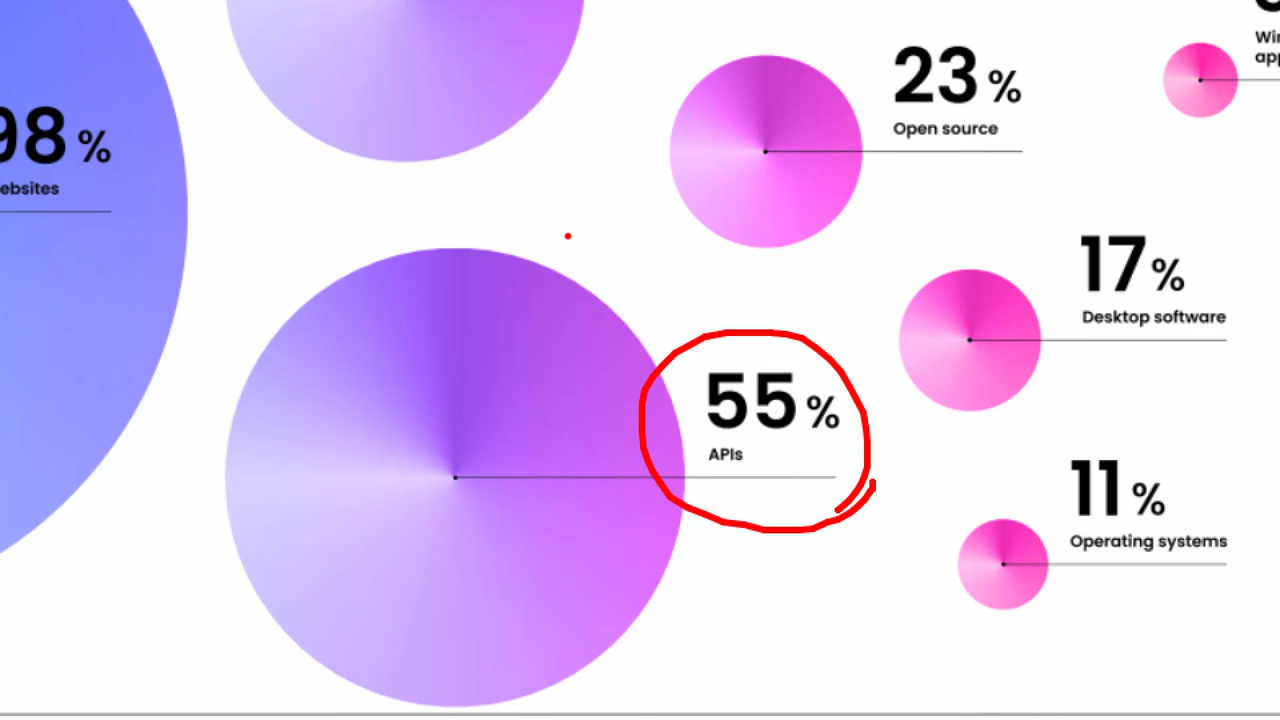 98 %
ebsites
23 %
Open source
17 %
Desktop software
55 %
APIs
11 %
Operating systems